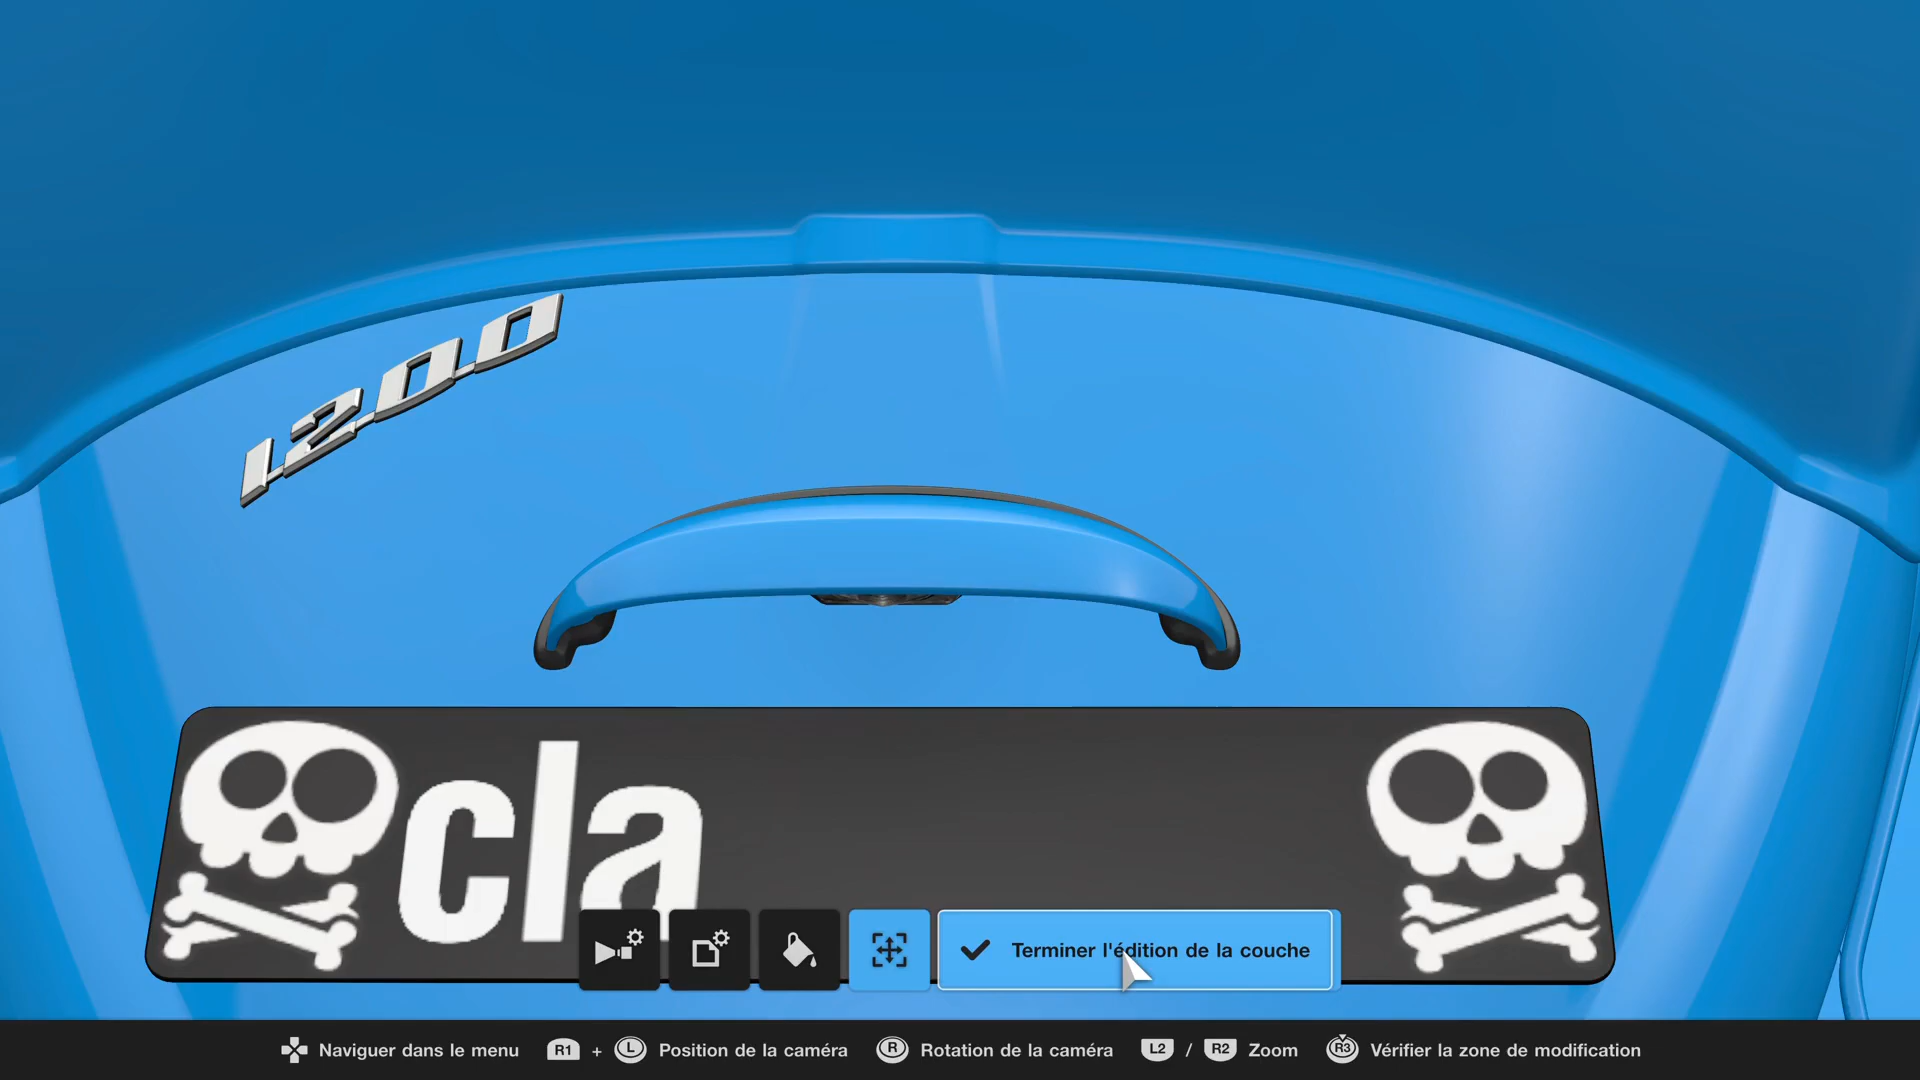 1200
cla
Terminer l'édition de la couche
Naviguer dans le menu R1 + L Position de la caméra R Rotation de la caméra L2 / R2 Zoom R3 Vérifier la zone de modification